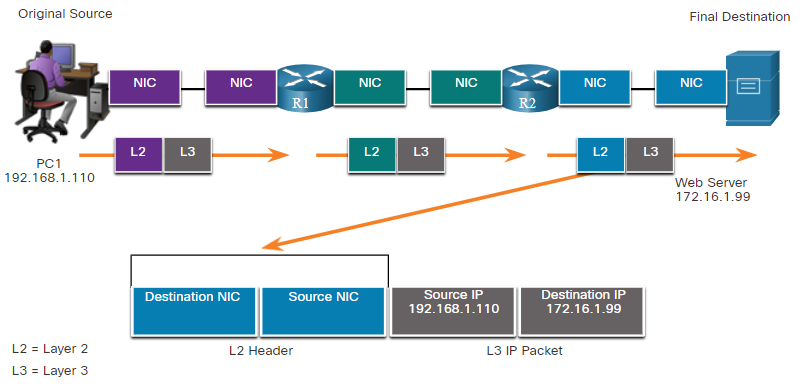 Original Source
Final Destination
NIC NIC NIC NIC NIC NIC
R1 R2
L2 L3 L2 L3 L2 L3
PC1
192.168.1.110
Web Server
172.16.1.99
Destination NIC Source NIC Source IP Destination IP
192.168.1.110 172.16.1.99
L2 = Layer 2 L2 Header L3 IP Packet
L3 = Layer 3